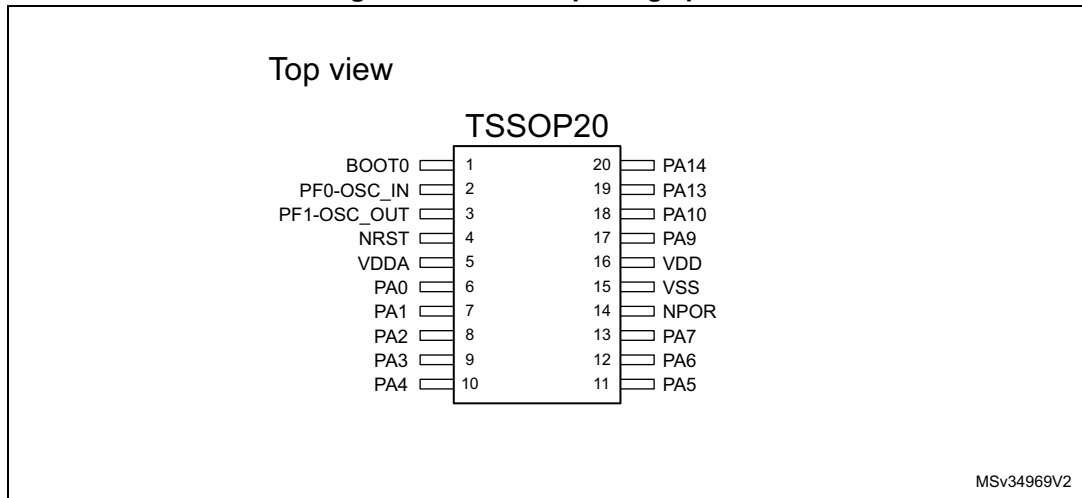 Top view
TSSOP20
BOOT0 1 20 PA14
PF0-OSC_IN 2 19 PA13
PF1-OSC_OUT 3 18 PA10
NRST 4 17 PA9
VDDA 5 16 VDD
PA0 6 15 VSS
PA1 7 14 NPOR
PA2 8 13 PA7
PA3 9 12 PA6
PA4 10 11 PA5
MSv34969V2